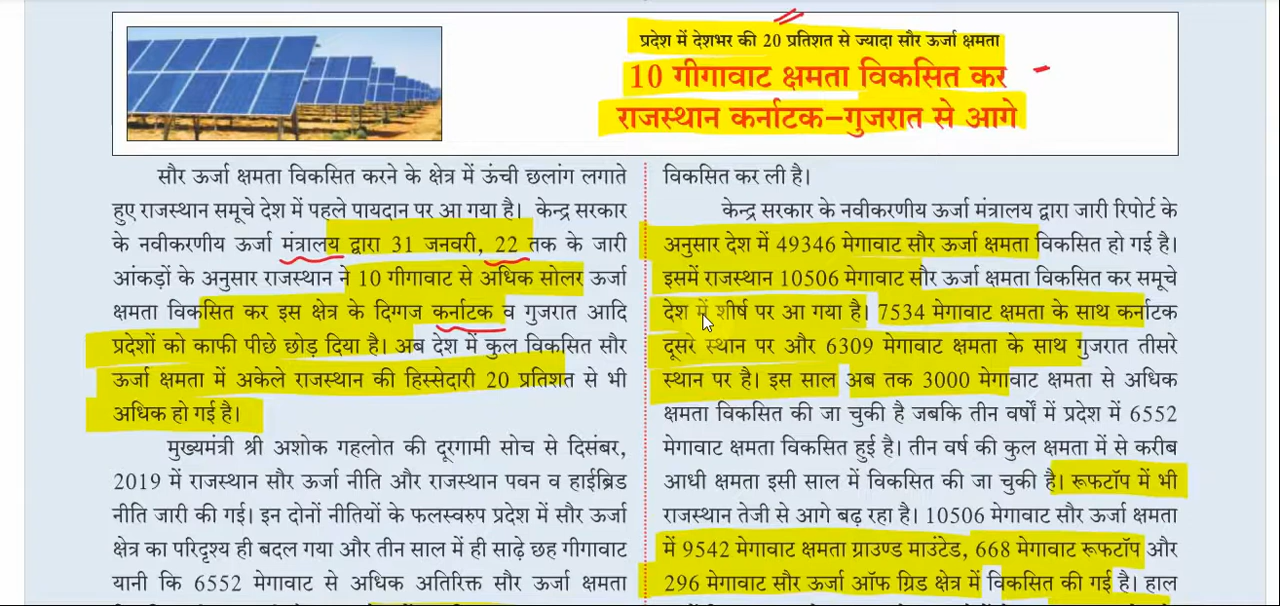 प्रदेश में देशभर की 20 प्रतिशत से ज्यादा सौर ऊर्जा क्षमता
10 गीगावाट क्षमता विकसित कर
राजस्थान कर्नाटक-गुजरात से आगे
सौर ऊर्जा क्षमता विकसित करने के क्षेत्र में ऊंची छलांग लगाते
हुए राजस्थान समूचे देश में पहले पायदान पर आ गया है। केन्द्र सरकार
के नवीकरणीय ऊर्जा मंत्रालय द्वारा 31 जनवरी, 22 तक के जारी
आंकड़ों के अनुसार राजस्थान ने 10 गीगावाट से अधिक सोलर ऊर्जा
क्षमता विकसित कर इस क्षेत्र के दिग्गज कर्नाटक व गुजरात आदि
प्रदेशों को काफी पीछे छोड़ दिया है। अब देश में कुल विकसित सौर
ऊर्जा क्षमता में अकेले राजस्थान की हिस्सेदारी 20 प्रतिशत से भी
अधिक हो गई है।
मुख्यमंत्री श्री अशोक गहलोत की दूरगामी सोच से दिसंबर,
2019 में राजस्थान सौर ऊर्जा नीति और राजस्थान पवन व हाईब्रिड
नीति जारी की गई। इन दोनों नीतियों के फलस्वरुप प्रदेश में सौर ऊर्जा
क्षेत्र का परिदृश्य ही बदल गया और तीन साल में ही साढ़े छह गीगावाट
यानी कि 6552 मेगावाट से अधिक अतिरिक्त सौर ऊर्जा क्षमता
विकसित कर ली है।
केन्द्र सरकार के नवीकरणीय ऊर्जा मंत्रालय द्वारा जारी रिपोर्ट के
अनुसार देश में 49346 मेगावाट सौर ऊर्जा क्षमता विकसित हो गई है।
इसमें राजस्थान 10506 मेगावाट सौर ऊर्जा क्षमता विकसित कर समूचे
देश में शीर्ष पर आ गया है। 7534 मेगावाट क्षमता के साथ कर्नाटक
दूसरे स्थान पर और 6309 मेगावाट क्षमता के साथ गुजरात तीसरे
स्थान पर है। इस साल अब तक 3000 मेगावाट क्षमता से अधिक
क्षमता विकसित की जा चुकी है जबकि तीन वर्षों में प्रदेश में 6552
मेगावाट क्षमता विकसित हुई है। तीन वर्ष की कुल क्षमता में से करीब
आधी क्षमता इसी साल में विकसित की जा चुकी है। रूफटॉप में भी
राजस्थान तेजी से आगे बढ़ रहा है। 10506 मेगावाट सौर ऊर्जा क्षमता
में 9542 मेगावाट क्षमता ग्राउण्ड माउंटेड, 668 मेगावाट रूफटॉप और
296 मेगावाट सौर ऊर्जा ऑफ ग्रिड क्षेत्र में विकसित की गई है। हाल